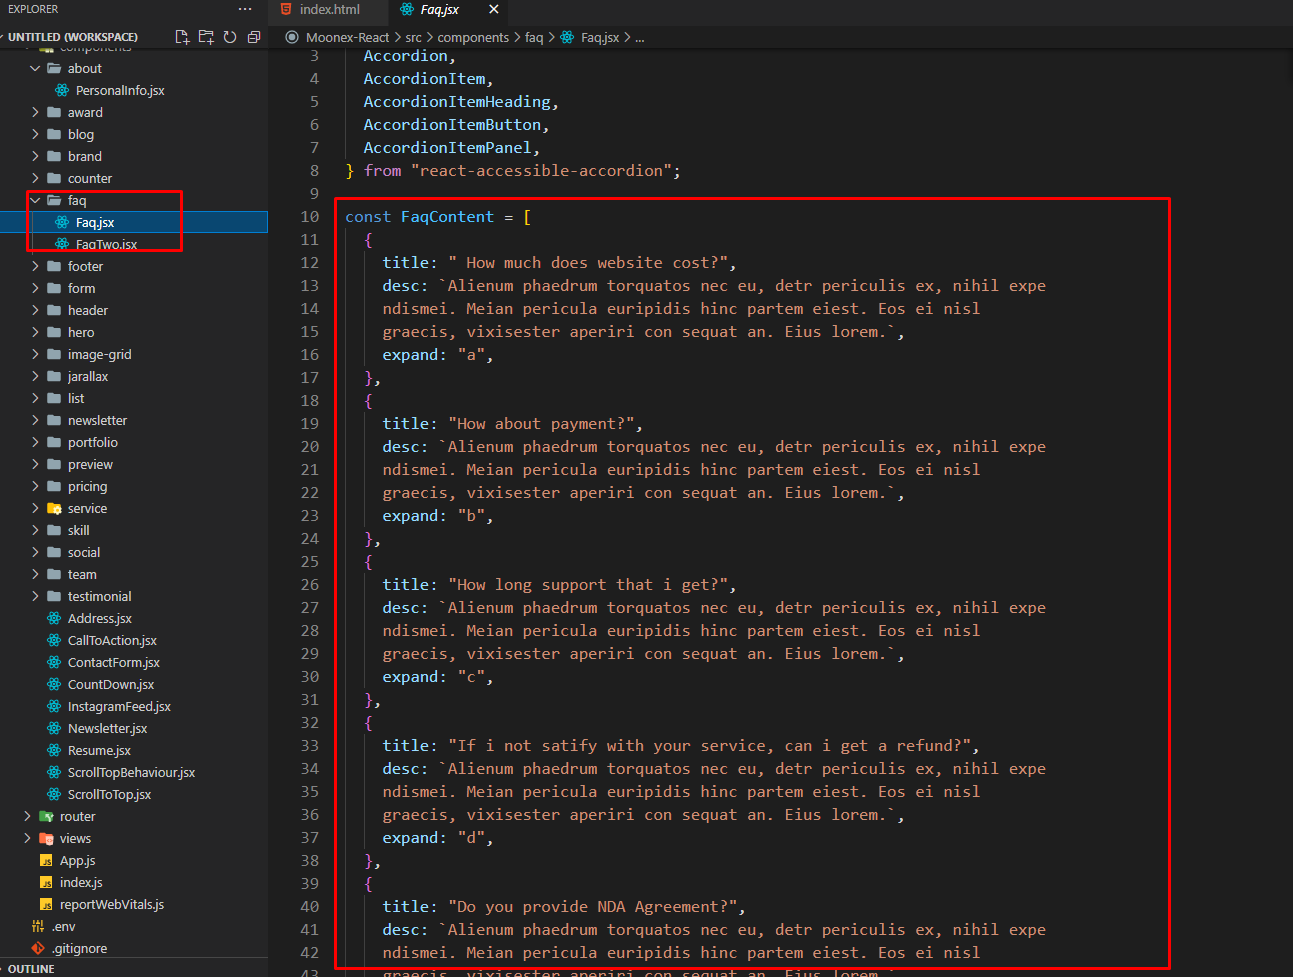 EXPLORER
...
index.html
Faq.jsx
UNTITLED (WORKSPACE)
Moonex-React > src > components > faq > Faq.jsx > ...
components
about
PersonalInfo.jsx
award
blog
brand
counter
faq
Faq.jsx
FaqTwo.jsx
footer
form
header
hero
image-grid
jarallax
list
newsletter
portfolio
preview
pricing
service
skill
social
team
testimonial
Address.jsx
CallToAction.jsx
ContactForm.jsx
CountDown.jsx
InstagramFeed.jsx
Newsletter.jsx
Resume.jsx
ScrollTopBehaviour.jsx
ScrollToTop.jsx
router
views
App.js
index.js
reportWebVitals.js
.env
.gitignore
OUTLINE
3 Accordion,
4 AccordionItem,
5 AccordionItemHeading,
6 AccordionItemButton,
7 AccordionItemPanel,
8 } from "react-accessible-accordion";
9
10 const FaqContent = [
11 {
12 title: " How much does website cost?",
13 desc: `Alienum phaedrum torquatos nec eu, detr periculis ex, nihil expe
14 ndismei. Meian pericula euripidis hinc partem eiest. Eos ei nisl
15 graecis, vixisester aperiri con sequat an. Eius lorem.`,
16 expand: "a",
17 },
18 {
19 title: "How about payment?",
20 desc: `Alienum phaedrum torquatos nec eu, detr periculis ex, nihil expe
21 ndismei. Meian pericula euripidis hinc partem eiest. Eos ei nisl
22 graecis, vixisester aperiri con sequat an. Eius lorem.`,
23 expand: "b",
24 },
25 {
26 title: "How long support that i get?",
27 desc: `Alienum phaedrum torquatos nec eu, detr periculis ex, nihil expe
28 ndismei. Meian pericula euripidis hinc partem eiest. Eos ei nisl
29 graecis, vixisester aperiri con sequat an. Eius lorem.`,
30 expand: "c",
31 },
32 {
33 title: "If i not satify with your service, can i get a refund?",
34 desc: `Alienum phaedrum torquatos nec eu, detr periculis ex, nihil expe
35 ndismei. Meian pericula euripidis hinc partem eiest. Eos ei nisl
36 graecis, vixisester aperiri con sequat an. Eius lorem.`,
37 expand: "d",
38 },
39 {
40 title: "Do you provide NDA Agreement?",
41 desc: `Alienum phaedrum torquatos nec eu, detr periculis ex, nihil expe
42 ndismei. Meian pericula euripidis hinc partem eiest. Eos ei nisl
43 graecis, vixisester aperiri con sequat an. Eius lorem.`